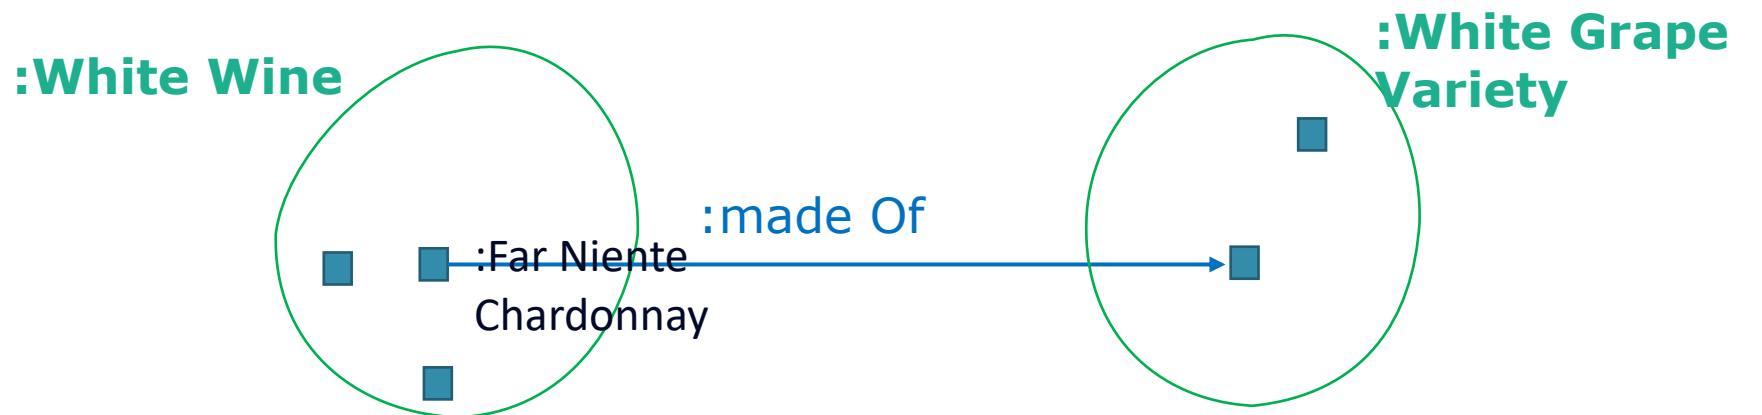 :White Wine
:White Grape
Variety
:made Of
:Far Niente
Chardonnay